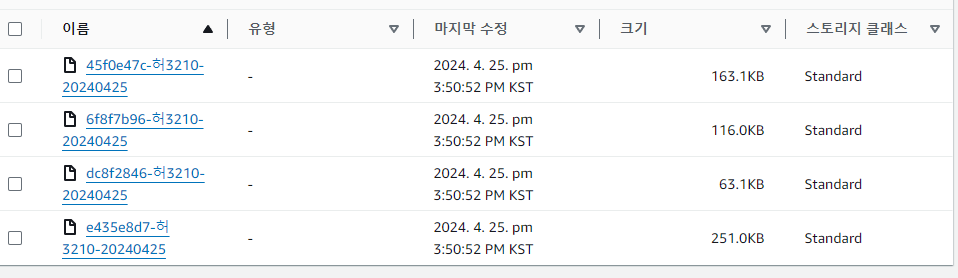 이름 유형 마지막 수정 크기 스토리지 클래스
45f0e47c-허3210- 2024. 4. 25. pm
- 163.1KB Standard
20240425 3:50:52 PM KST
6f8f7b96-허3210- 2024. 4. 25. pm
- 116.0KB Standard
20240425 3:50:52 PM KST
dc8f2846-허3210- 2024. 4. 25. pm
- 63.1KB Standard
20240425 3:50:52 PM KST
e435e8d7-허 2024. 4. 25. pm
- 251.0KB Standard
3210-20240425 3:50:52 PM KST